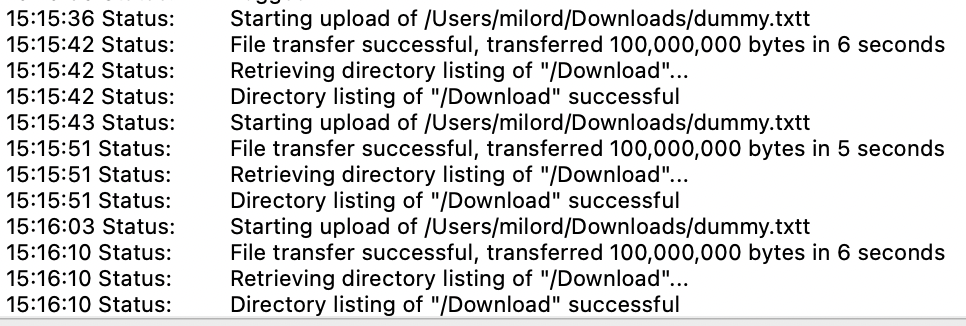 15:15:36 Status: Starting upload of /Users/milord/Downloads/dummy.txtt
15:15:42 Status: File transfer successful, transferred 100,000,000 bytes in 6 seconds
15:15:42 Status: Retrieving directory listing of "/Download"...
15:15:42 Status: Directory listing of "/Download" successful
15:15:43 Status: Starting upload of /Users/milord/Downloads/dummy.txtt
15:15:51 Status: File transfer successful, transferred 100,000,000 bytes in 5 seconds
15:15:51 Status: Retrieving directory listing of "/Download"...
15:15:51 Status: Directory listing of "/Download" successful
15:16:03 Status: Starting upload of /Users/milord/Downloads/dummy.txtt
15:16:10 Status: File transfer successful, transferred 100,000,000 bytes in 6 seconds
15:16:10 Status: Retrieving directory listing of "/Download"...
15:16:10 Status: Directory listing of "/Download" successful